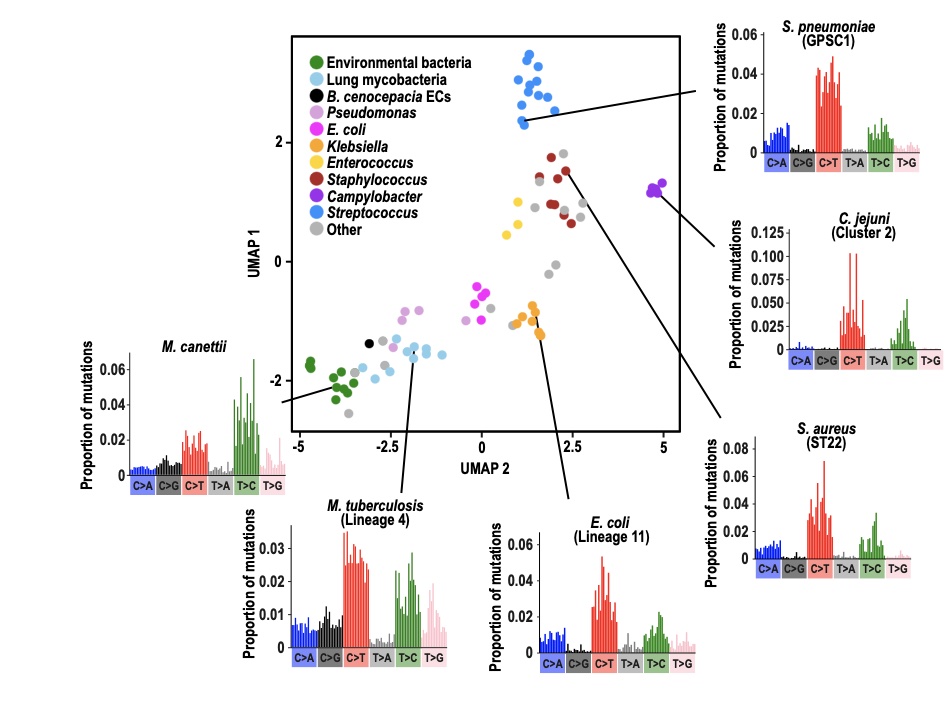 S. pneumoniae
(GPSC1)
Proportion of mutations
0.06
0.04
0.02
0
C>A C>G C>T T>A T>C T>G
Environmental bacteria
Lung mycobacteria
B. cenocepacia ECs
Pseudomonas
E. coli
Klebsiella
Enterococcus
Staphylococcus
Campylobacter
Streptococcus
Other
UMAP 1
2
0
-2
-5 -2.5 0 2.5 5
UMAP 2
C. jejuni
(Cluster 2)
Proportion of mutations
0.125
0.100
0.075
0.050
0.025
0
C>A C>G C>T T>A T>C T>G
M. canettii
Proportion of mutations
0.06
0.04
0.02
0
C>A C>G C>T T>A T>C T>G
S. aureus
(ST22)
Proportion of mutations
0.08
0.06
0.04
0.02
0
C>A C>G C>T T>A T>C T>G
M. tuberculosis
(Lineage 4)
Proportion of mutations
0.03
0.02
0.01
0
C>A C>G C>T T>A T>C T>G
E. coli
(Lineage 11)
Proportion of mutations
0.06
0.04
0.02
0
C>A C>G C>T T>A T>C T>G